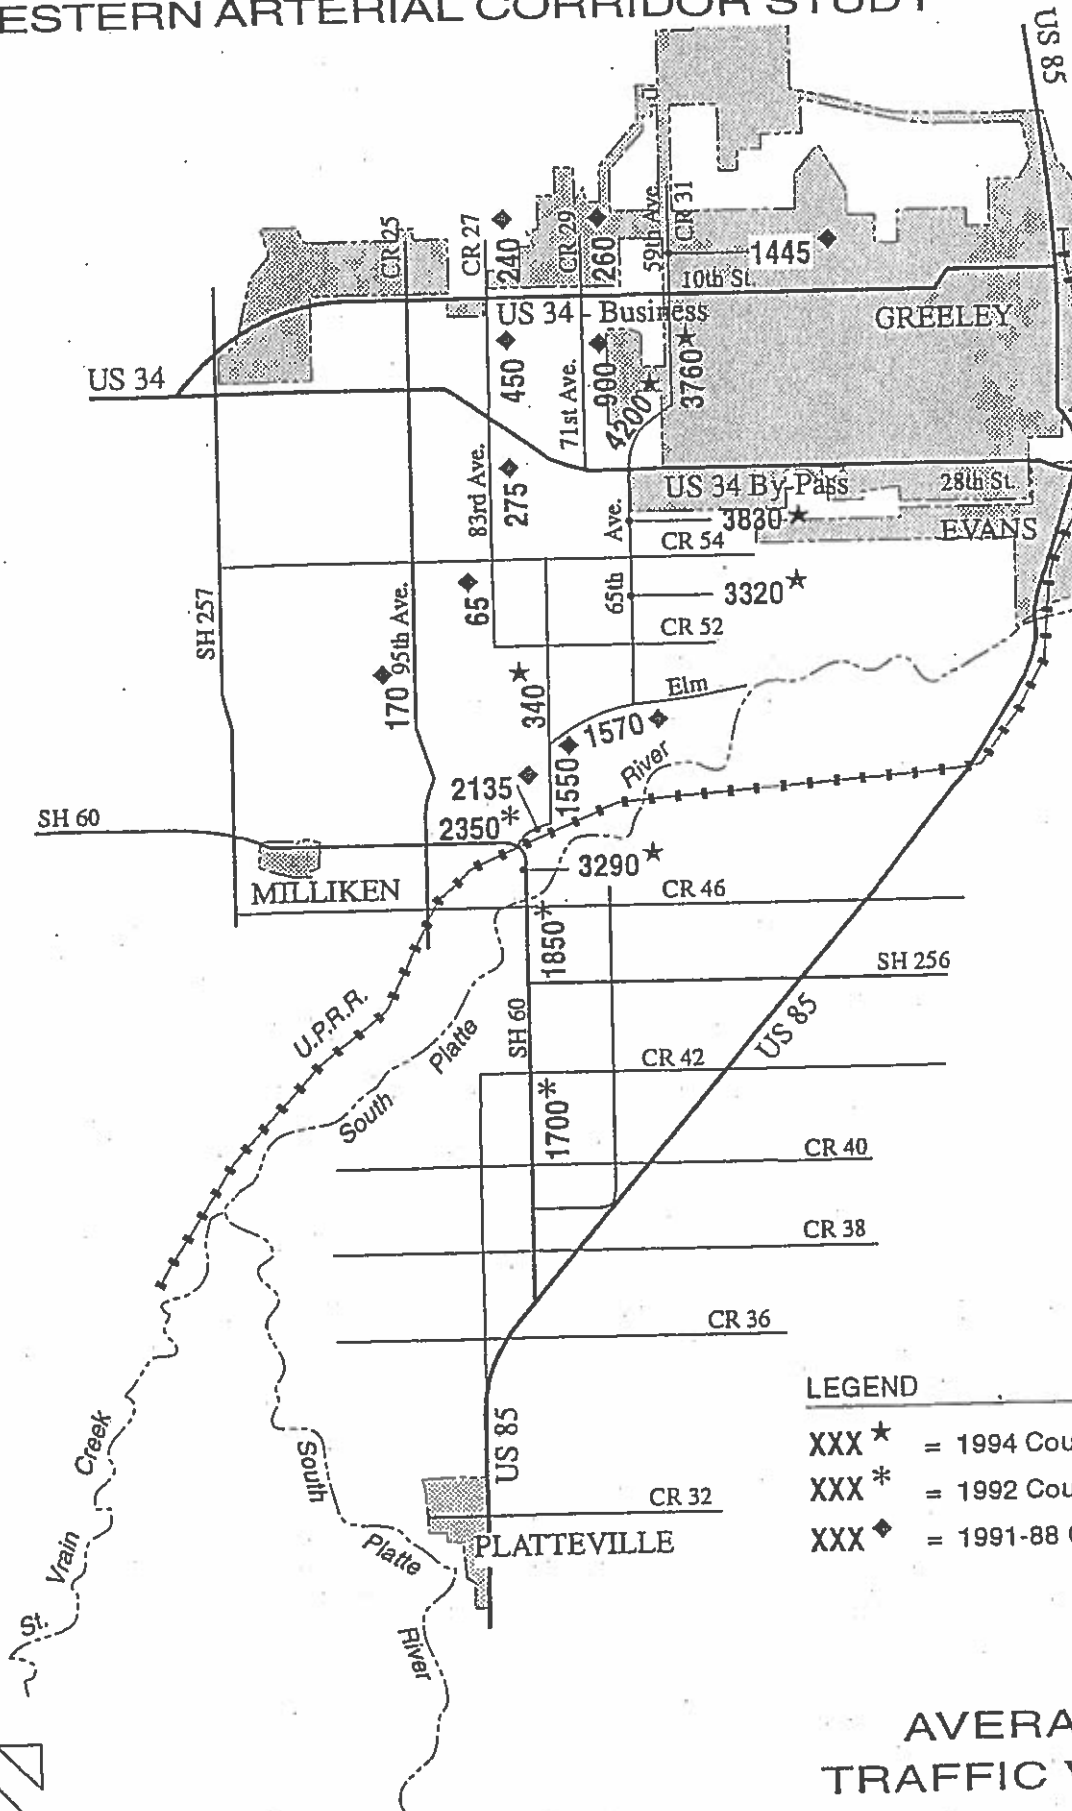 ESTERN ARTERIAL CORRIDOR STUDY
US 85
59th Ave.
CR 31
CR 25
CR 27
240
CR 29
260
1445
10th St.
US 34 - Business
GREELEY
US 34
450
71st Ave.
900
4200
3760
83rd Ave.
275
US 34 By-Pass
28th St.
Ave.
3830
EVANS
CR 54
65th
3320
SH 257
95th Ave.
65
CR 52
170
340
Elm
1570
1550
River
2135
2350
SH 60
3290
MILLIKEN
CR 46
1850
SH 256
U.P.R.R.
Platte
SH 60
US 85
CR 42
South
1700
CR 40
CR 38
CR 36
LEGEND
XXX ★ = 1994 Cou
XXX * = 1992 Cou
XXX ◆ = 1991-88
US 85
Creek
South
CR 32
PLATTEVILLE
Platte
Vrain
St.
River
AVERA
TRAFFIC V